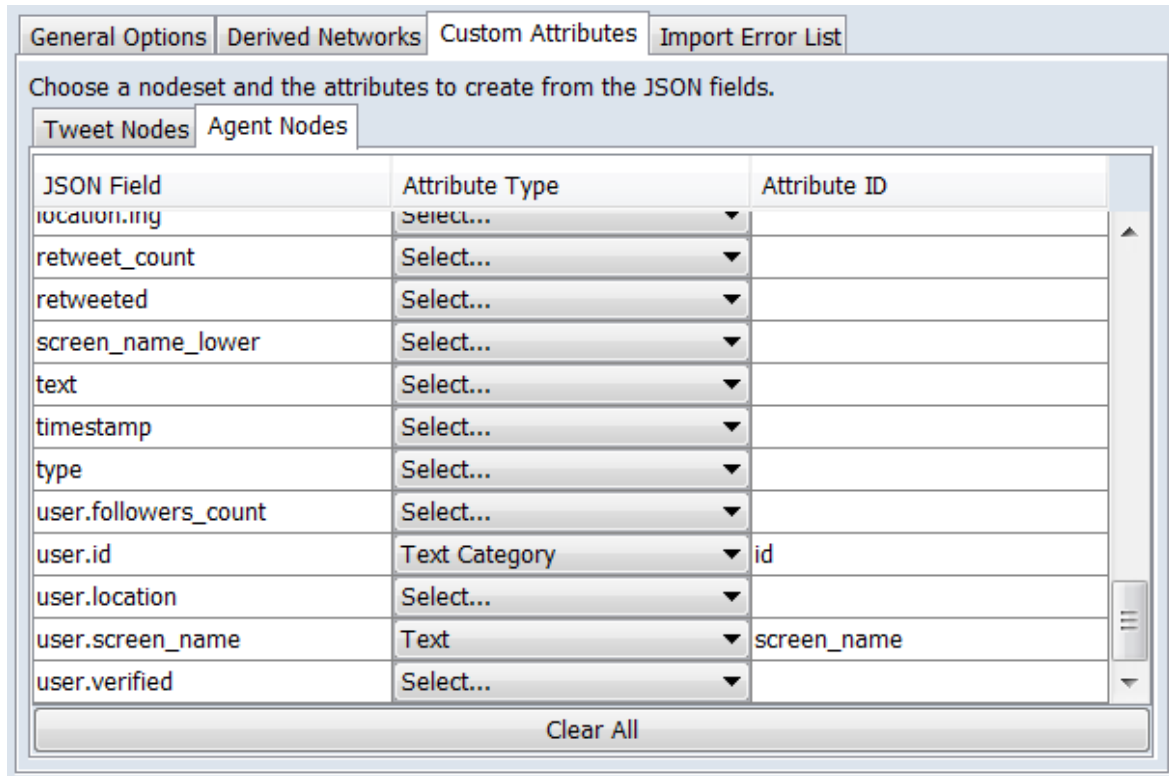 General Options Derived Networks Custom Attributes Import Error List
Choose a nodeset and the attributes to create from the JSON fields.
Tweet Nodes Agent Nodes
JSON Field Attribute Type Attribute ID
location.lng Select...
retweet_count Select...
retweeted Select...
screen_name_lower Select...
text Select...
timestamp Select...
type Select...
user.followers_count Select...
user.id Text Category id
user.location Select...
user.screen_name Text screen_name
user.verified Select...
Clear All